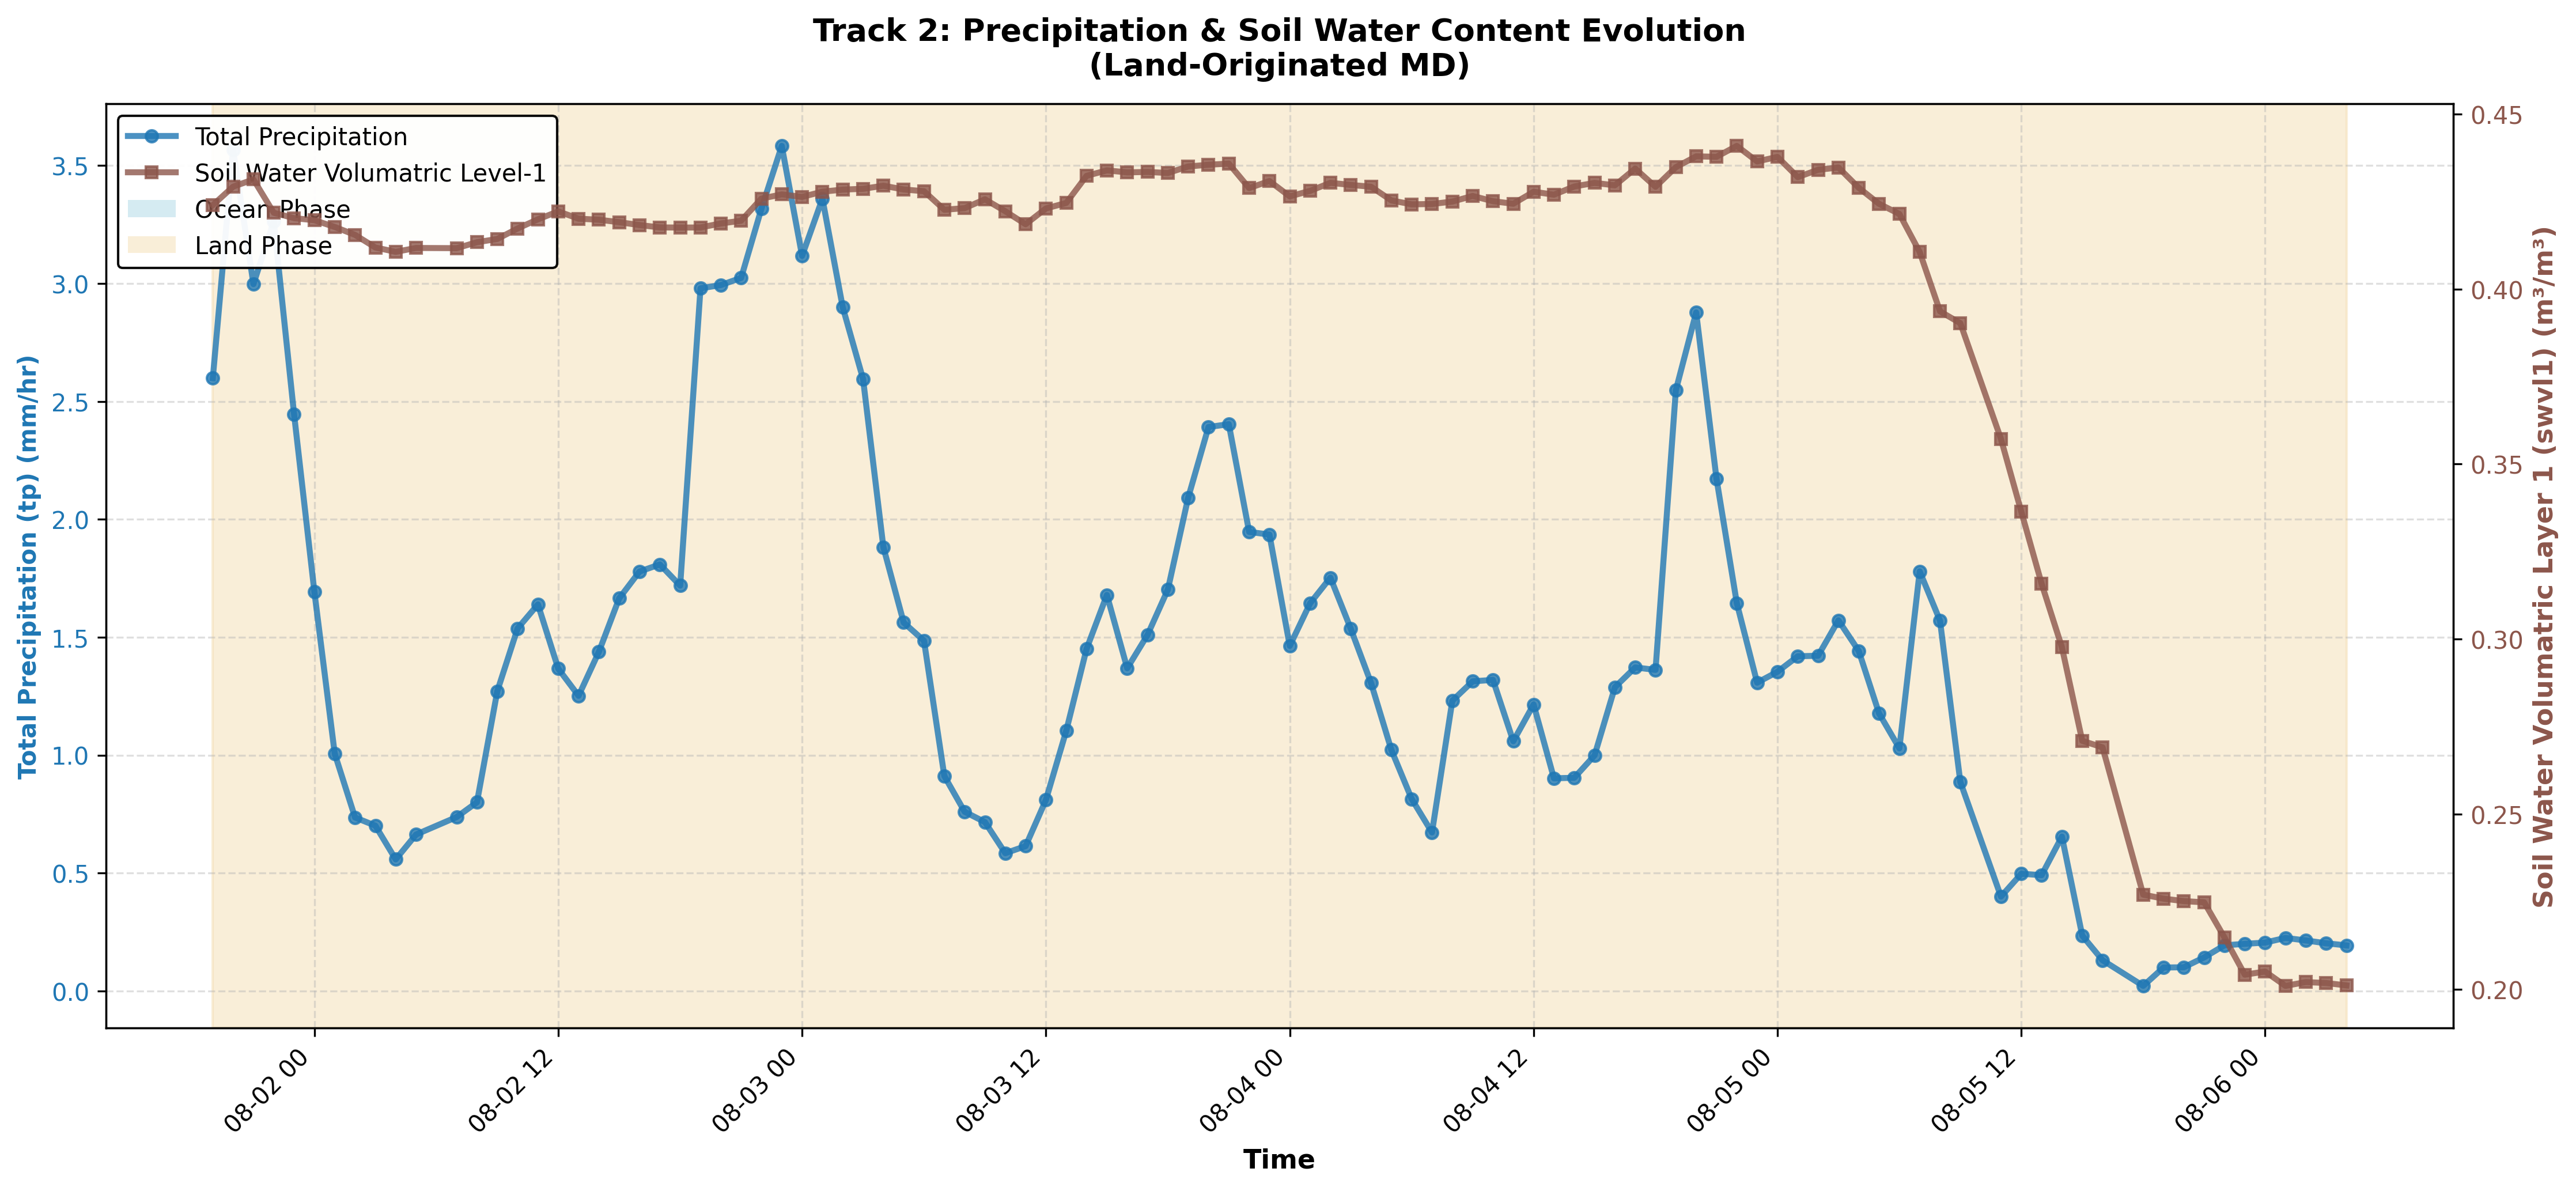 Track 2: Precipitation & Soil Water Content Evolution
(Land-Originated MD)
Total Precipitation
Soil Water Volumatric Level-1
Ocean Phase
Land Phase
Total Precipitation (tp) (mm/hr)
3.5
3.0
2.5
2.0
1.5
1.0
0.5
0.0
0.45
0.40
0.35
0.30
0.25
0.20
Soil Water Volumatric Layer 1 (swvl1) (m³/m³)
08-02 00
08-02 12
08-03 00
08-03 12
08-04 00
08-04 12
08-05 00
08-05 12
08-06 00
Time